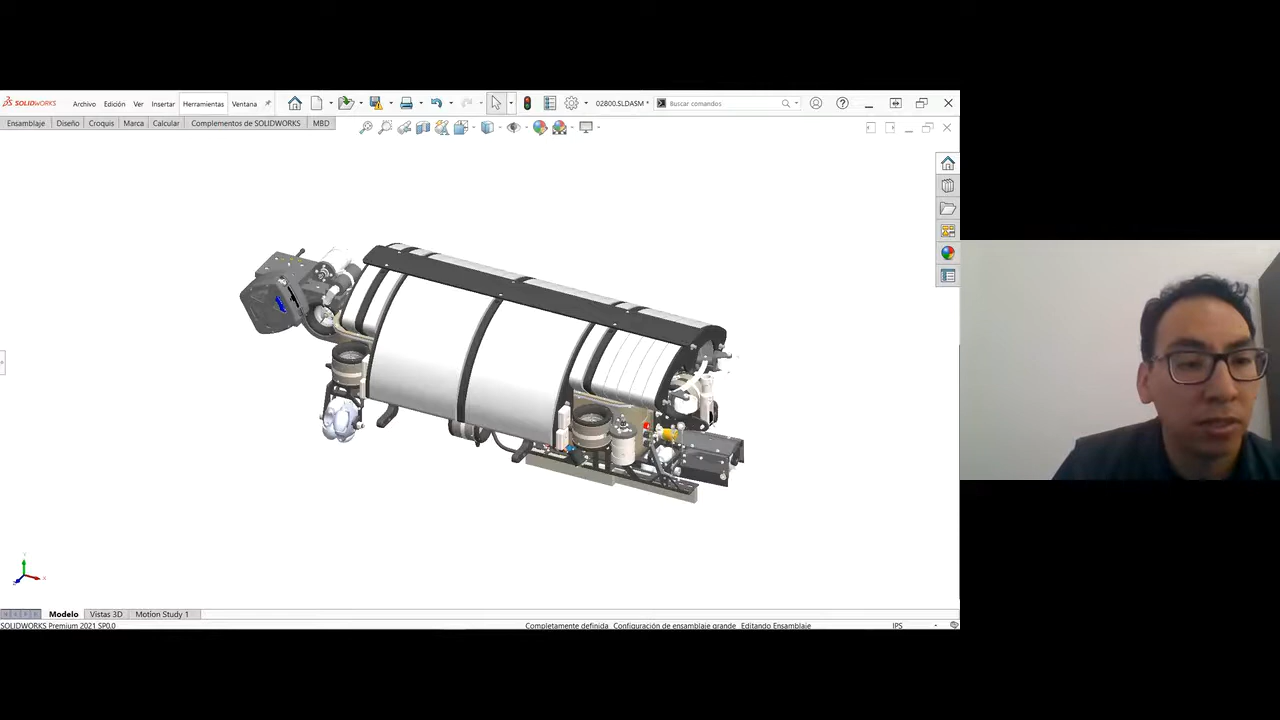 SOLIDWORKS Archivo Edición Ver Insertar Herramientas Ventana 02800.SLDASM * Buscar comandos
Ensamblaje Diseño Croquis Marca Calcular Complementos de SOLIDWORKS MBD
Y
X
Z
Modelo Vistas 3D Motion Study 1
SOLIDWORKS Premium 2021 SP0.0 Completamente definida Configuración de ensamblaje grande Editando Ensamblaje IPS